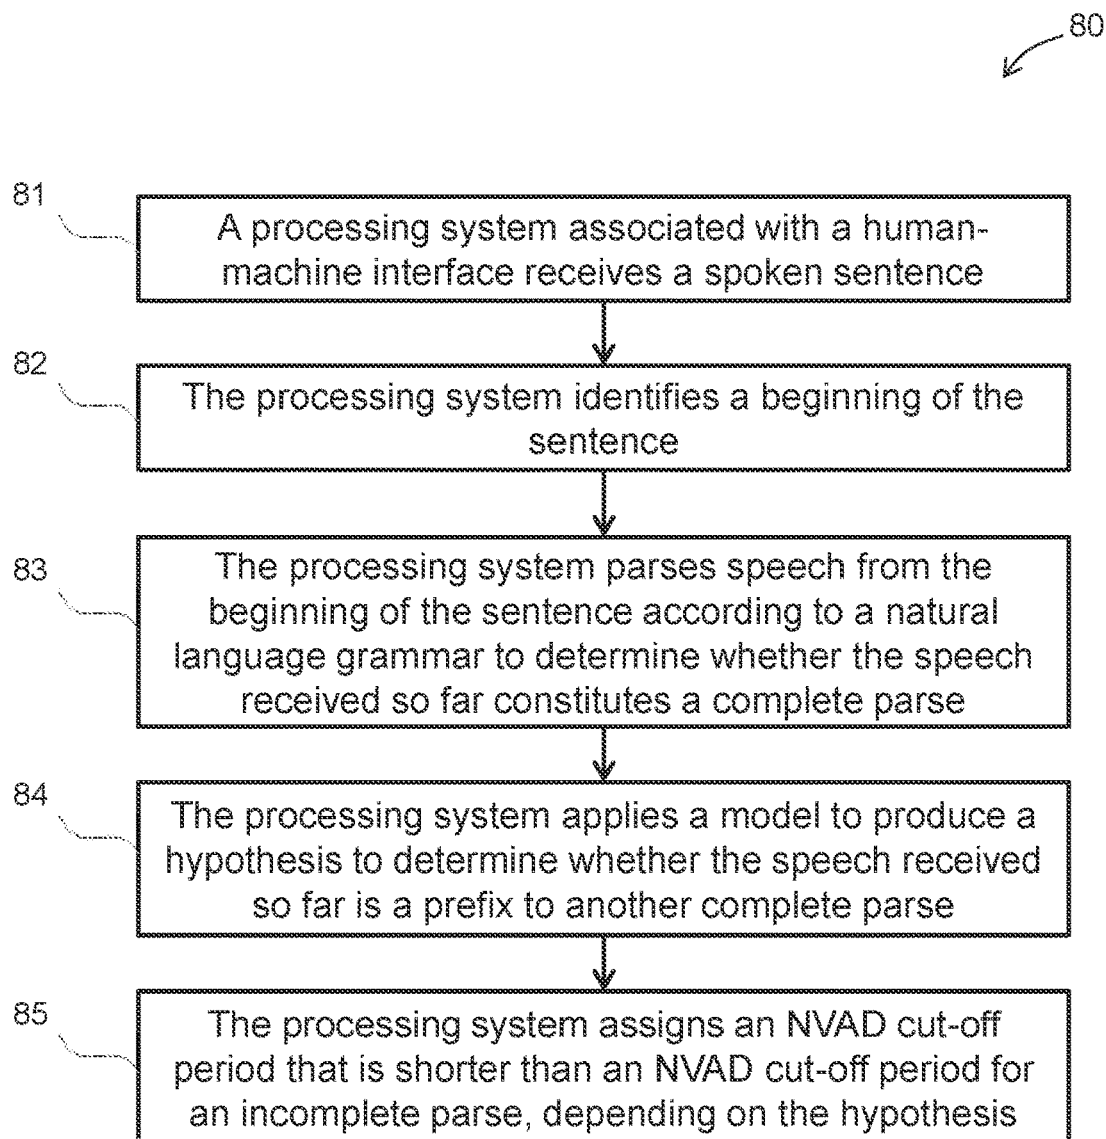 80
81
A processing system associated with a human-
machine interface receives a spoken sentence
82
The processing system identifies a beginning of the
sentence
83
The processing system parses speech from the
beginning of the sentence according to a natural
language grammar to determine whether the speech
received so far constitutes a complete parse
84
The processing system applies a model to produce a
hypothesis to determine whether the speech received
so far is a prefix to another complete parse
85
The processing system assigns an NVAD cut-off
period that is shorter than an NVAD cut-off period for
an incomplete parse, depending on the hypothesis